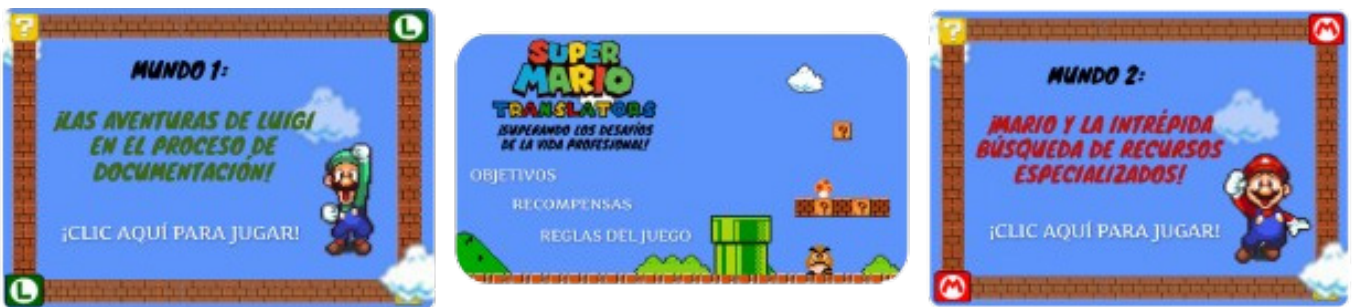 L
MUNDO 1:
¡LAS AVENTURAS DE LUIGI
EN EL PROCESO DE
DOCUMENTACIÓN!
¡CLIC AQUÍ PARA JUGAR!
L
SUPER
MARIO
TRANSLATORS
¡SUPERANDO LOS DESAFÍOS
DE LA VIDA PROFESIONAL!
OBJETIVOS
RECOMPENSAS
REGLAS DEL JUEGO
M
MUNDO 2:
¡MARIO Y LA INTRÉPIDA
BÚSQUEDA DE RECURSOS
ESPECIALIZADOS!
¡CLIC AQUÍ PARA JUGAR!
M